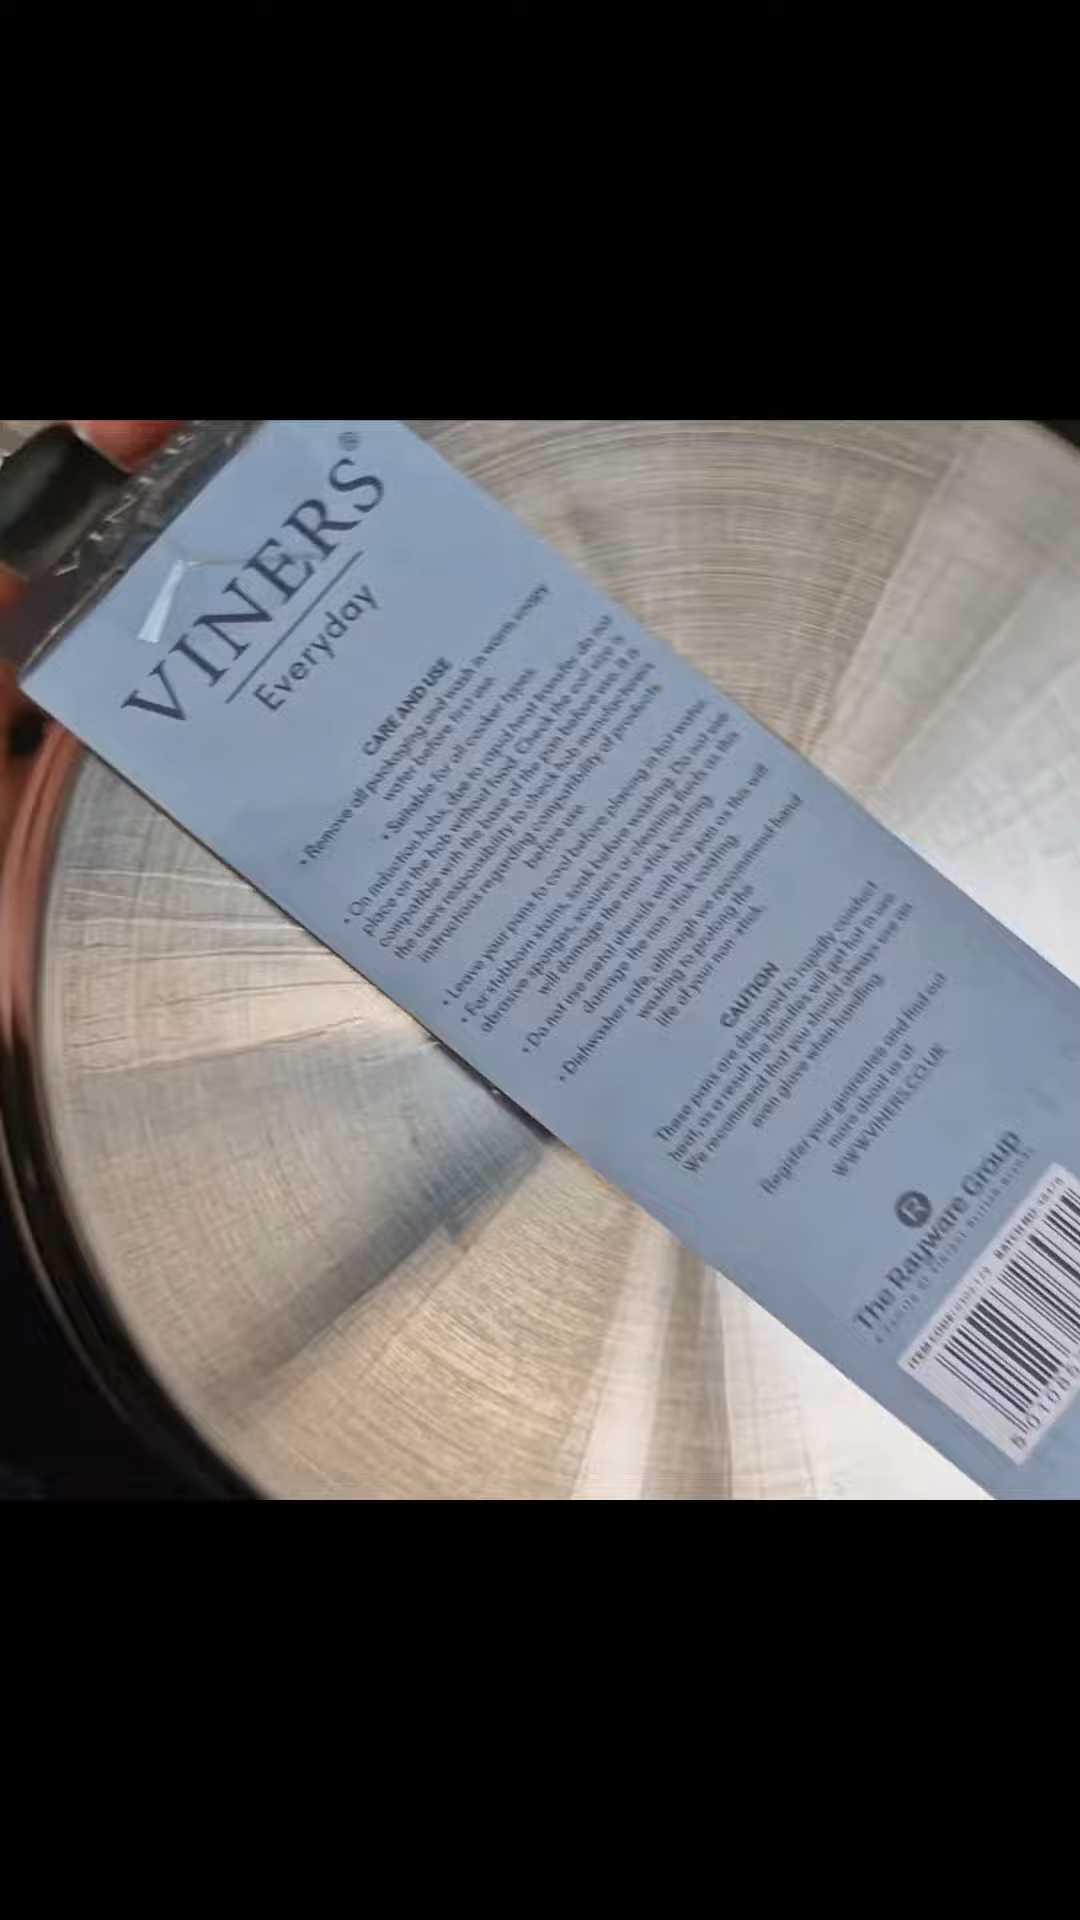 VINERS®
Everyday
CARE AND USE
• Remove all packaging and wash in warm soapy
water before first use.
• Suitable for all cooker types.
• On induction hobs, due to rapid heat transfer, do not
place on the hob without food. Check the coil size is
compatible with the base of the pan before use. It is
the users responsibility to check hob manufacturers
instructions regarding compatibility of products
before use.
• Leave your pans to cool before placing in hot water.
• For stubborn stains, soak before washing. Do not use
abrasive sponges, scourers or cleaning fluids as this
will damage the non-stick coating.
• Do not use metal utensils with this pan as this will
damage the non-stick coating.
• Dishwasher safe, although we recommend hand
washing to prolong the
life of your non-stick.
CAUTION
These pans are designed to rapidly conduct
heat, as a result the handles will get hot in use.
We recommend that you should always use an
oven glove when handling
Register your guarantee and find out
more about us at
WWW.VINERS.CO.UK
R
The Rayware Group
ITEM CODE BATCH NO
VINE